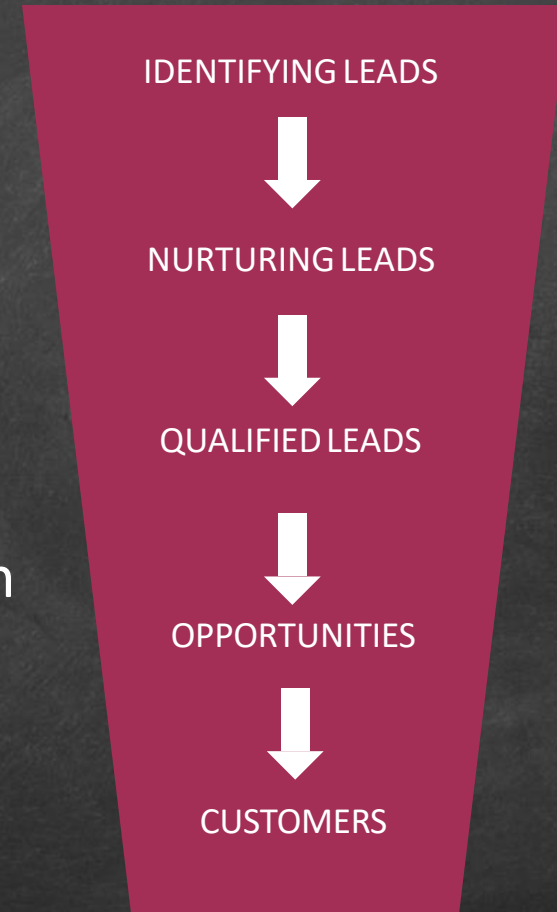 IDENTIFYING LEADS
NURTURING LEADS
QUALIFIED LEADS
OPPORTUNITIES
CUSTOMERS